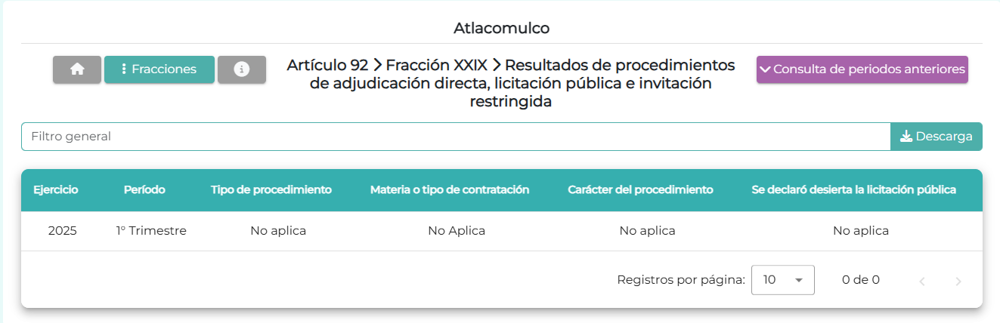 Atlacomulco
Fracciones
Artículo 92 > Fracción XXIX > Resultados de procedimientos
de adjudicación directa, licitación pública e invitación
restringida
Consulta de periodos anteriores
Filtro general
Descarga
Ejercicio Período Tipo de procedimiento Materia o tipo de contratación Carácter del procedimiento Se declaró desierta la licitación pública
2025 1° Trimestre No aplica No Aplica No aplica No aplica
Registros por página: 10 0 de 0